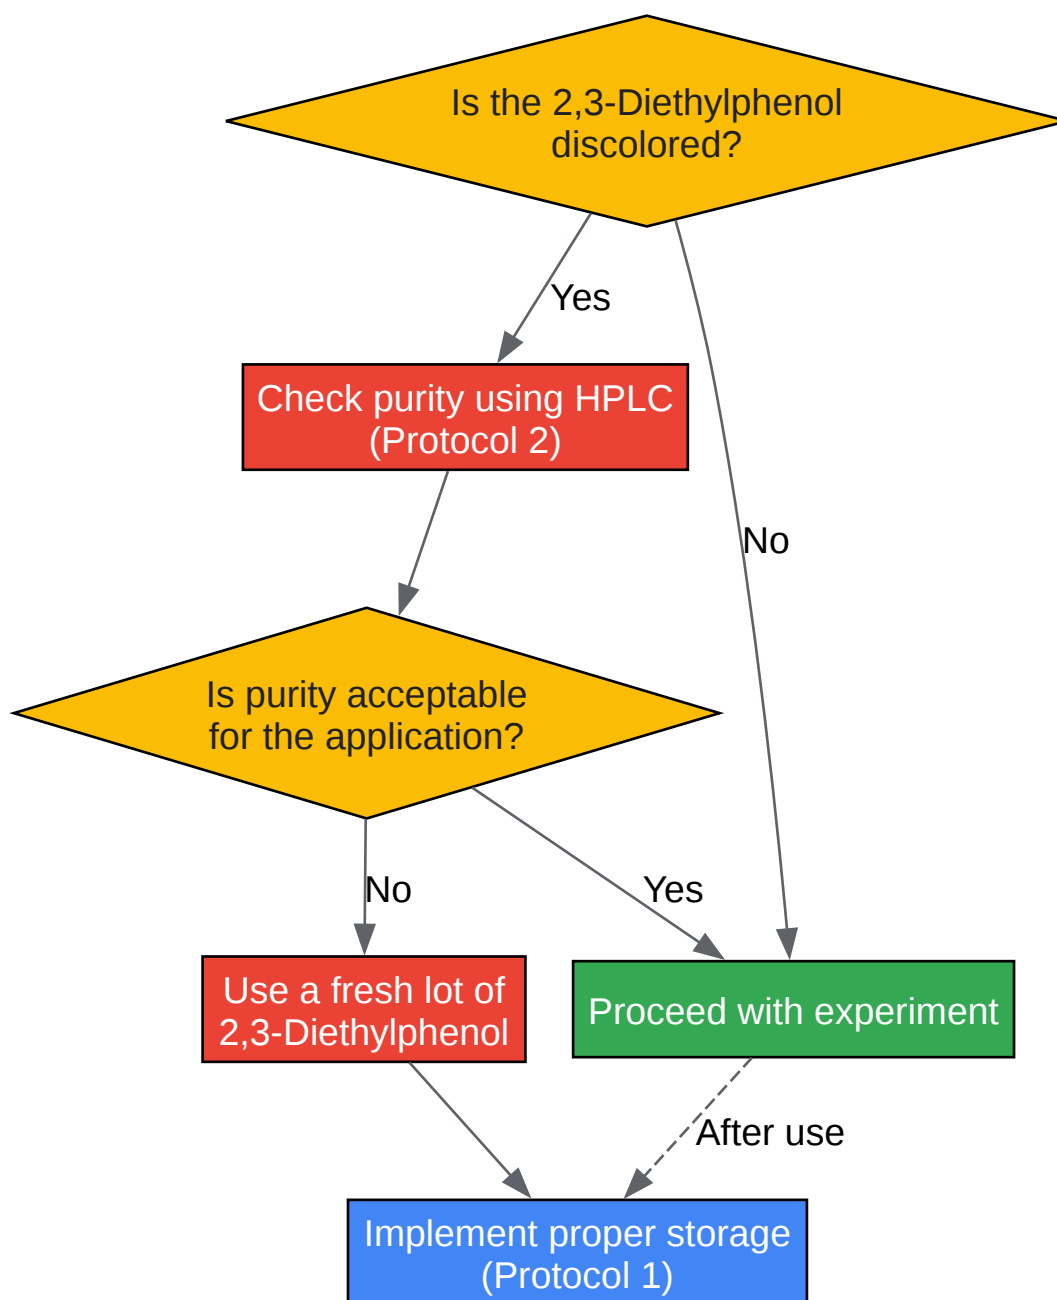 Is the 2,3-Diethylphenol
discolored?
Yes
Check purity using HPLC
(Protocol 2)
No
Is purity acceptable
for the application?
No
Yes
Use a fresh lot of
2,3-Diethylphenol
Proceed with experiment
After use
Implement proper storage
(Protocol 1)